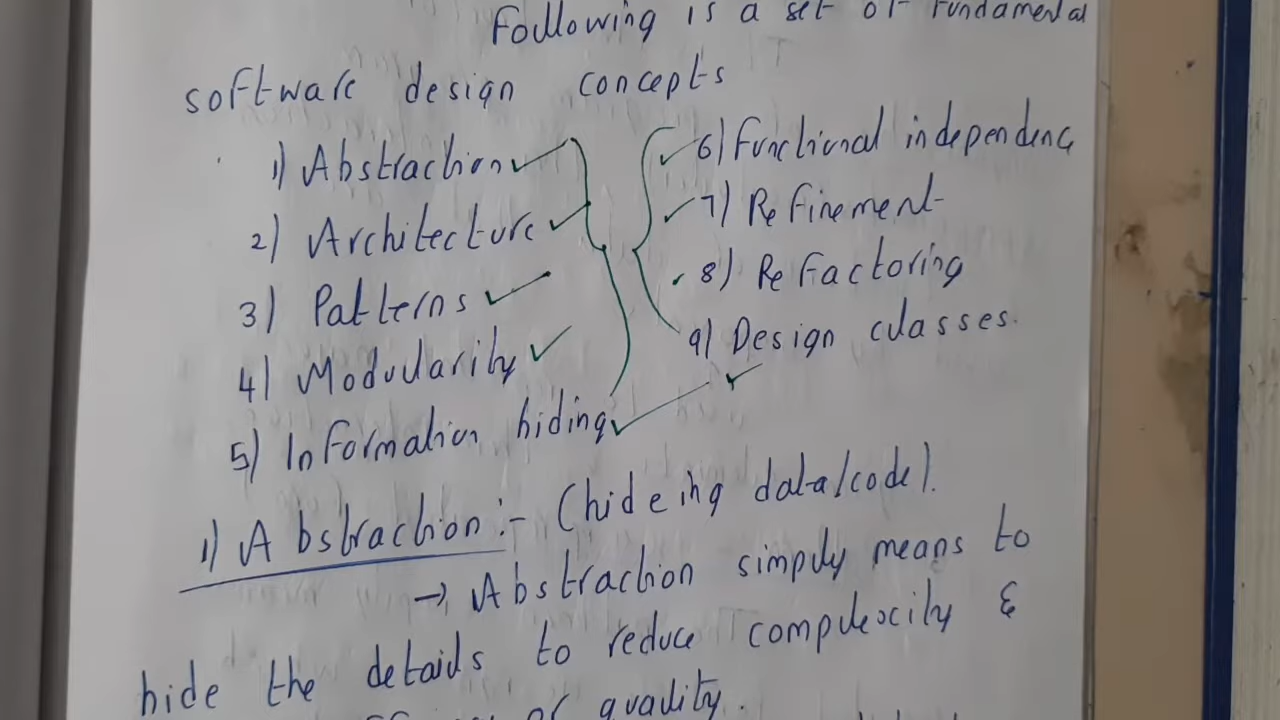 Following is a set of Fundamental
software design concepts
1) Abstraction
2) Architecture
3) Patterns
4) Modularity
5) Information hiding
6) Functional independence
7) Refinement
8) Refactoring
9) Design classes.
1) Abstraction :- (hideing data/code).
→ Abstraction simply means to
hide the details to reduce complexity &
or quality.